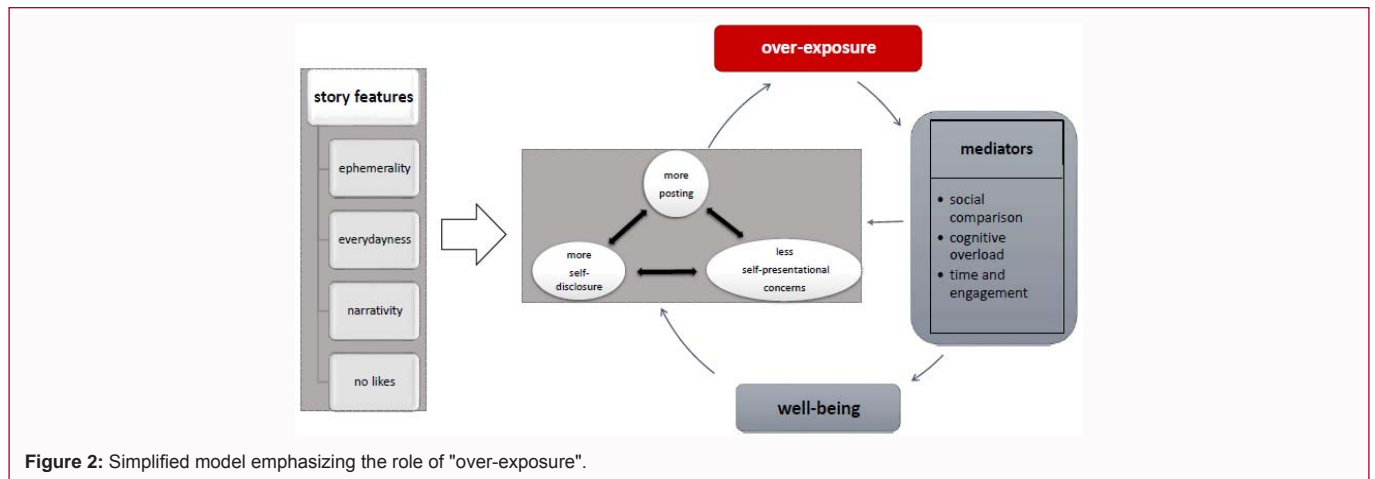 over-exposure
story features
ephemerality
everydayness
narrativity
no likes
more
posting
more
self-
disclosure
less
self-presentational
concerns
mediators
• social
comparison
• cognitive
overload
• time and
engagement
well-being
Figure 2: Simplified model emphasizing the role of "over-exposure".